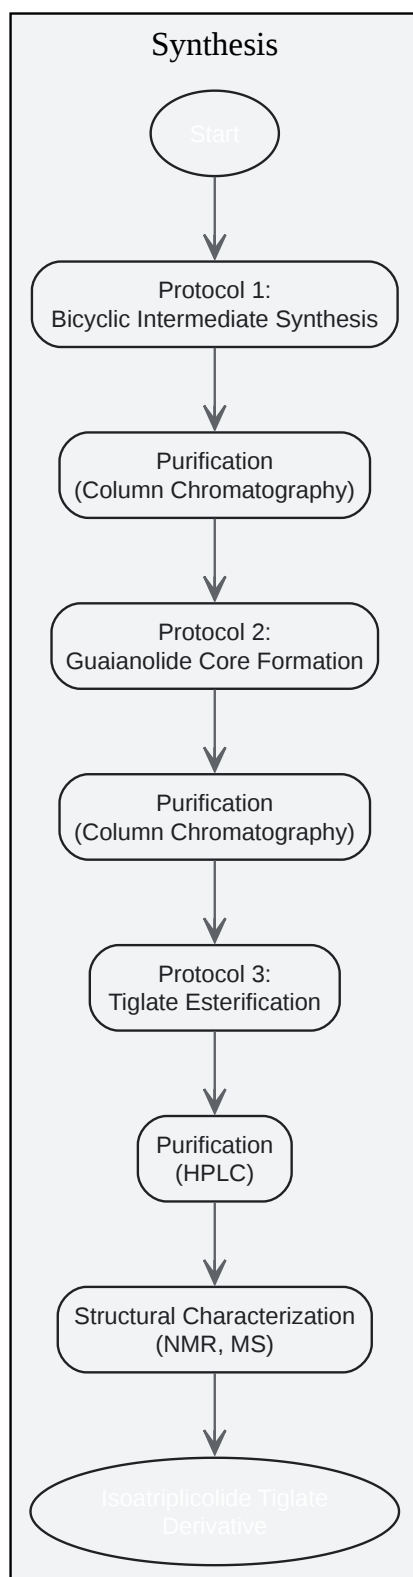 Synthesis
Start
Protocol 1:
Bicyclic Intermediate Synthesis
Purification
(Column Chromatography)
Protocol 2:
Guaianolide Core Formation
Purification
(Column Chromatography)
Protocol 3:
Tiglate Esterification
Purification
(HPLC)
Structural Characterization
(NMR, MS)
Isoatriplicolide Tiglate
Derivative